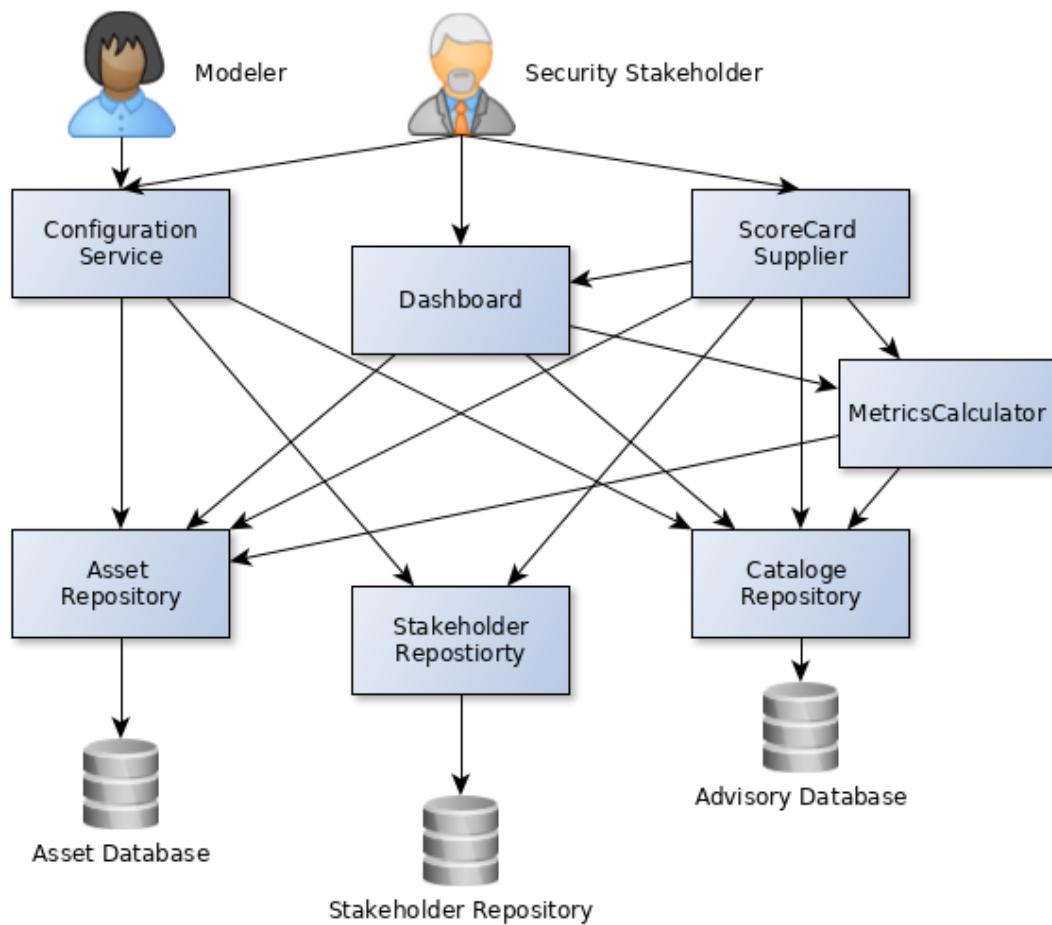 Modeler
Security Stakeholder
Configuration
Service
Dashboard
ScoreCard
Supplier
MetricsCalculator
Asset
Repository
Stakeholder
Repostiorty
Cataloge
Repository
Asset Database
Stakeholder Repository
Advisory Database